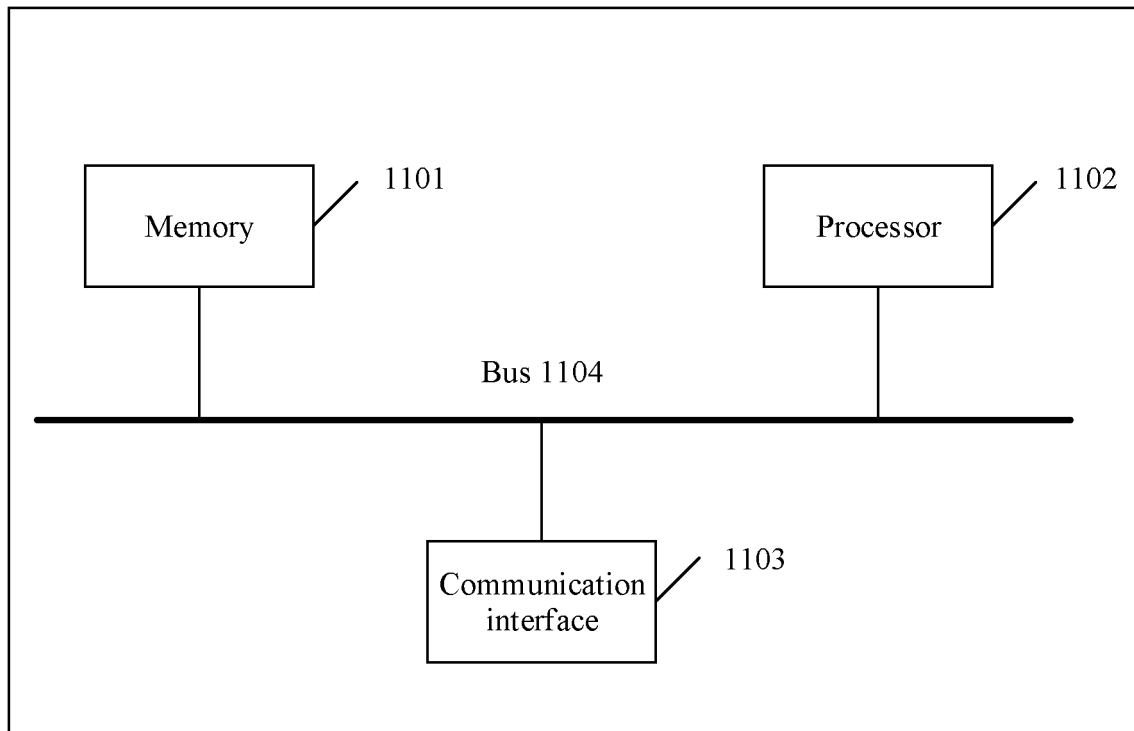 1101
1102
Memory
Processor
Bus 1104
1103
Communication
interface